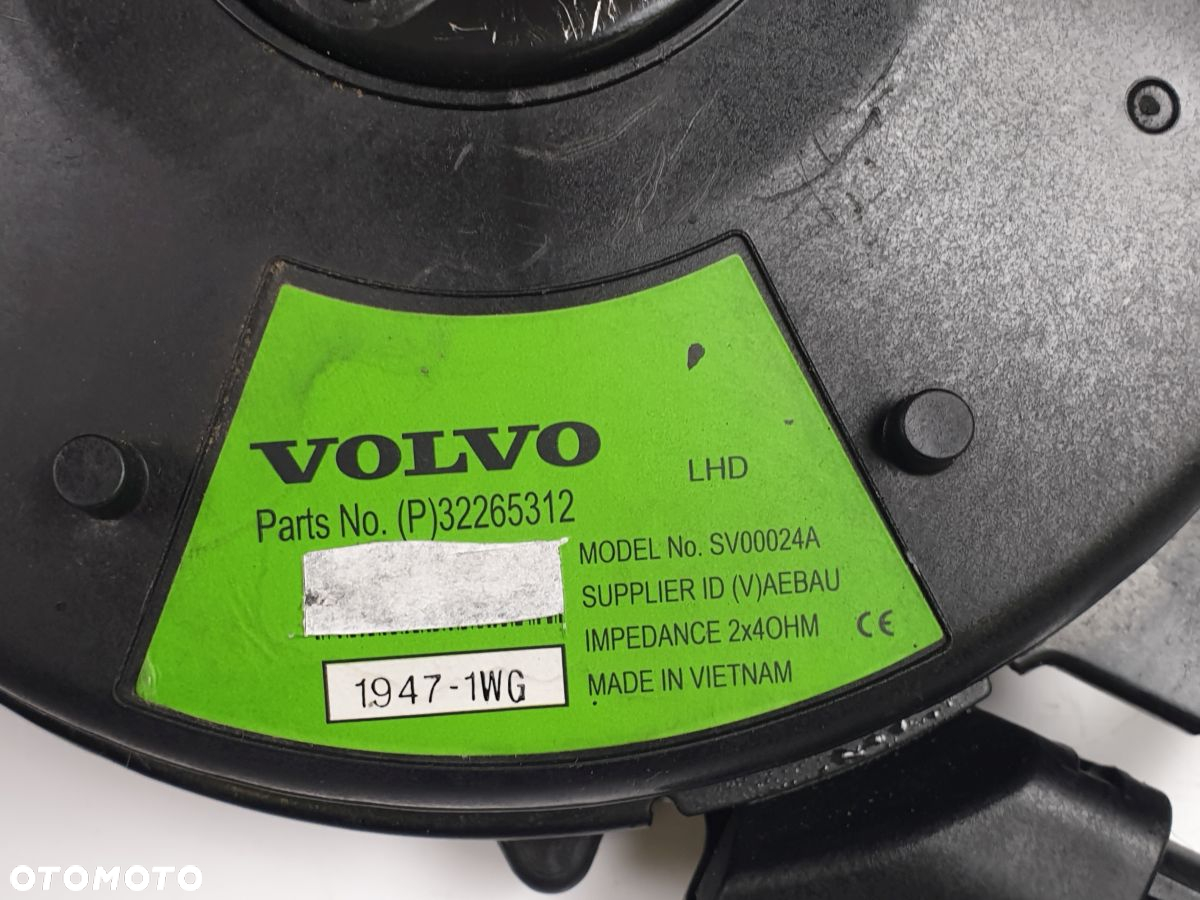 VOLVO
LHD
Parts No. (P)32265312
MODEL No. SV00024A
SUPPLIER ID (V)AEBAU
IMPEDANCE 2x4OHM CE
MADE IN VIETNAM
1947-1WG
OTOMOTO